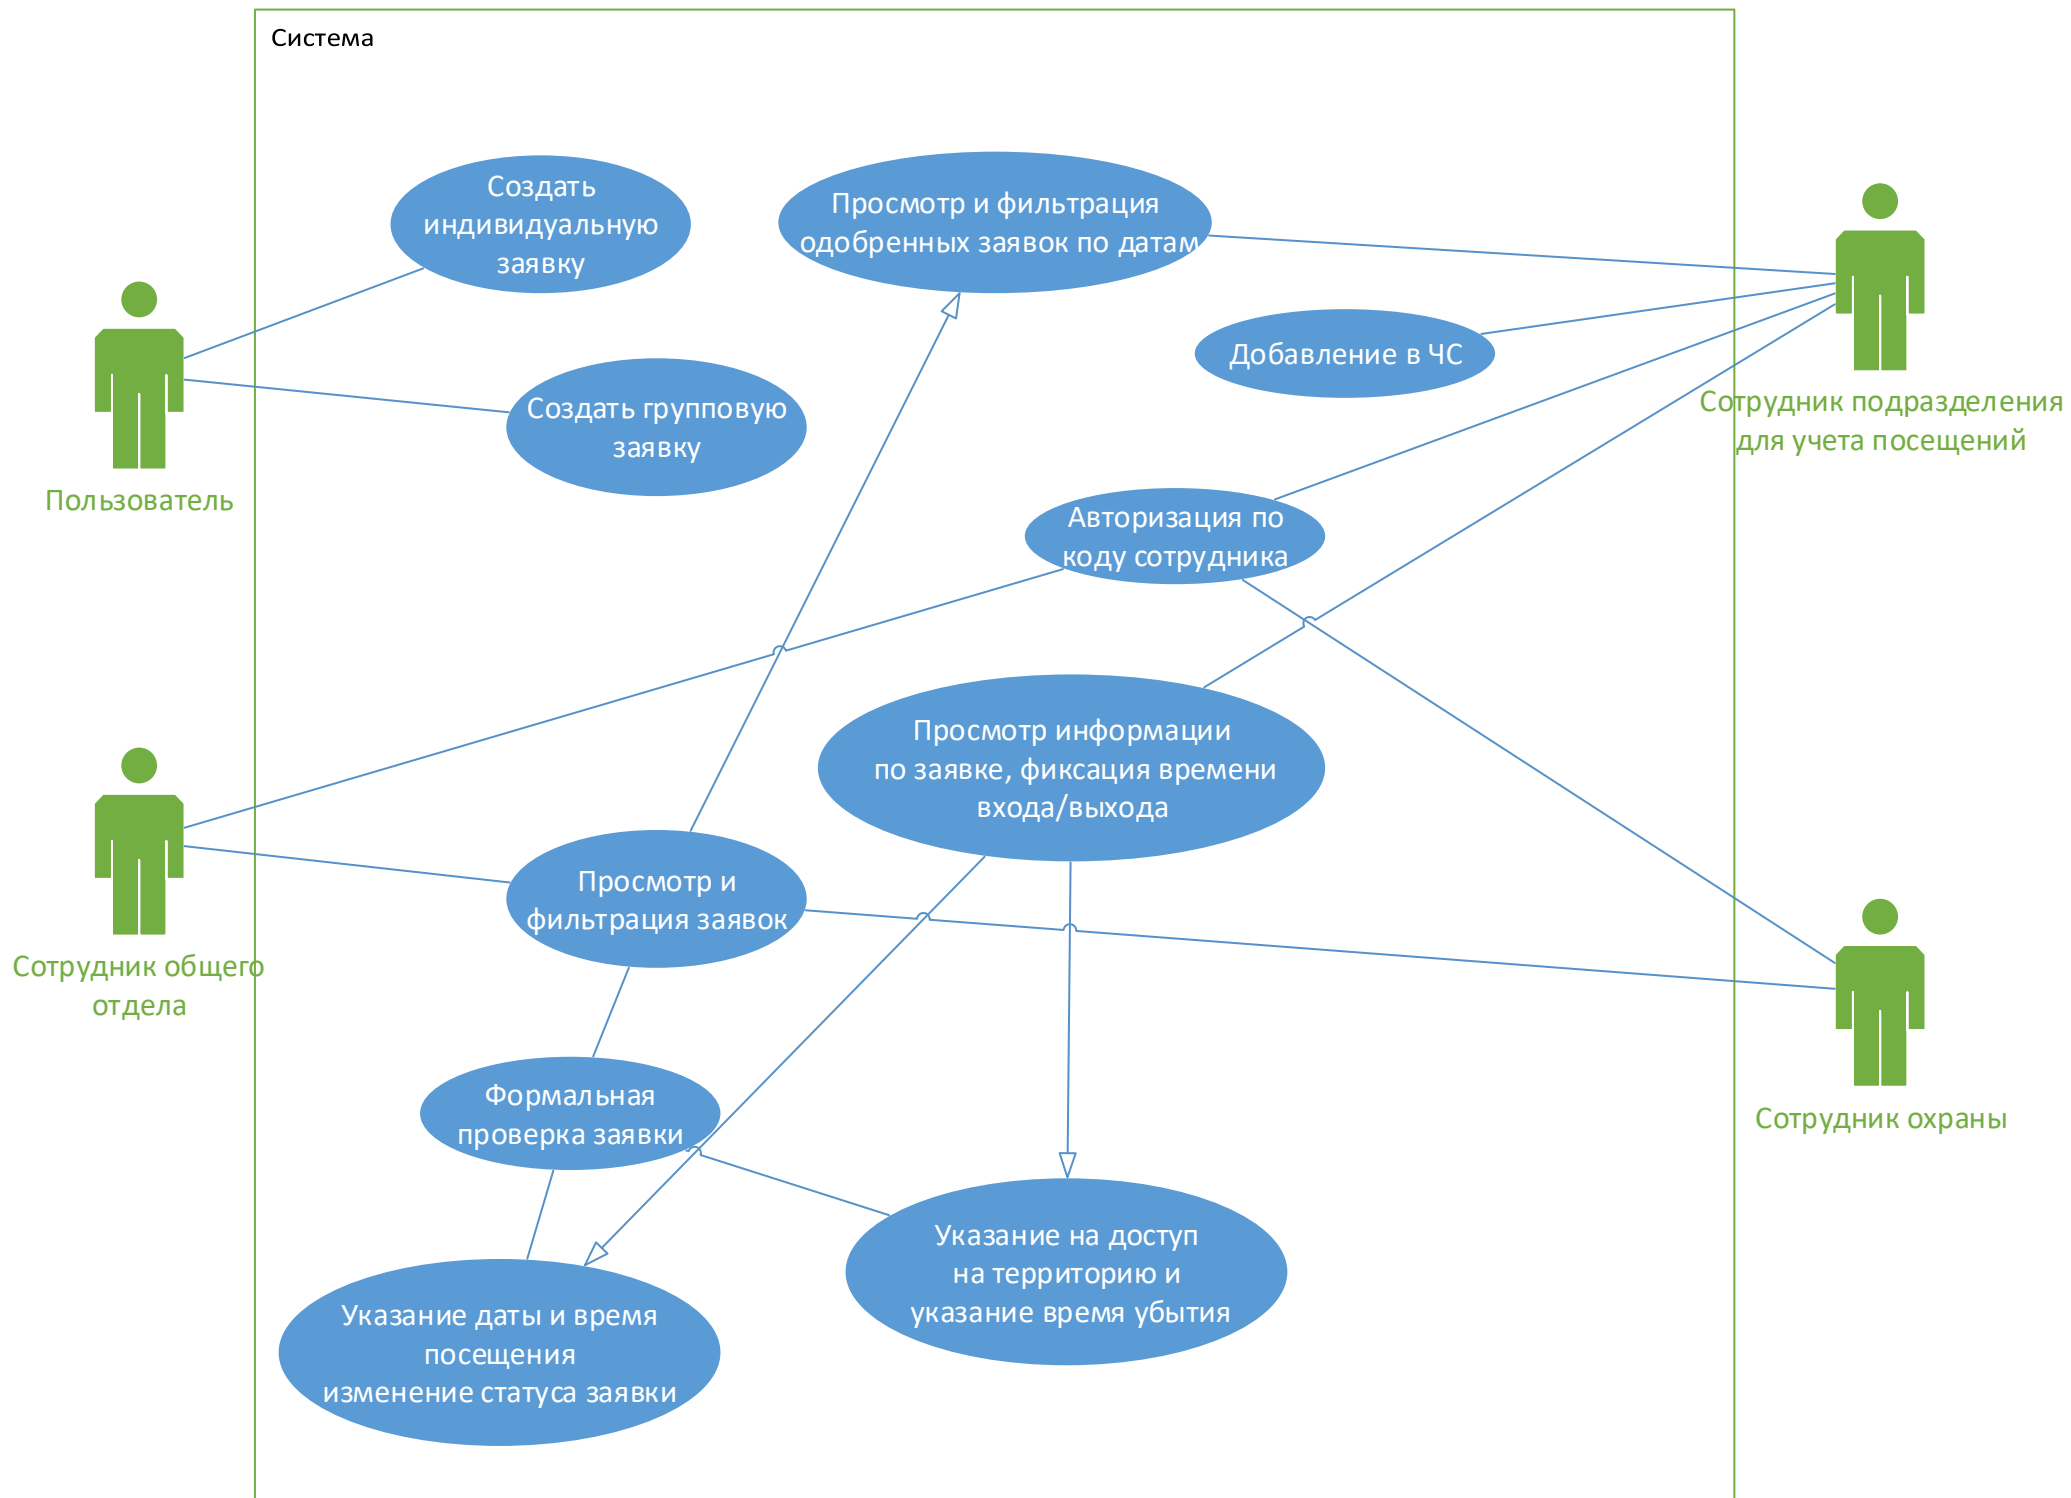 Система
Создать
индивидуальную
заявку
Просмотр и фильтрация
одобренных заявок по датам
Добавление в ЧС
Создать групповую
заявку
Сотрудник подразделения
для учета посещений
Пользователь
Авторизация по
коду сотрудника
Просмотр информации
по заявке, фиксация времени
входа/выхода
Просмотр и
фильтрация заявок
Сотрудник общего
отдела
Формальная
проверка заявки
Сотрудник охраны
Указание на доступ
на территорию и
указание время убытия
Указание даты и время
посещения
изменение статуса заявки